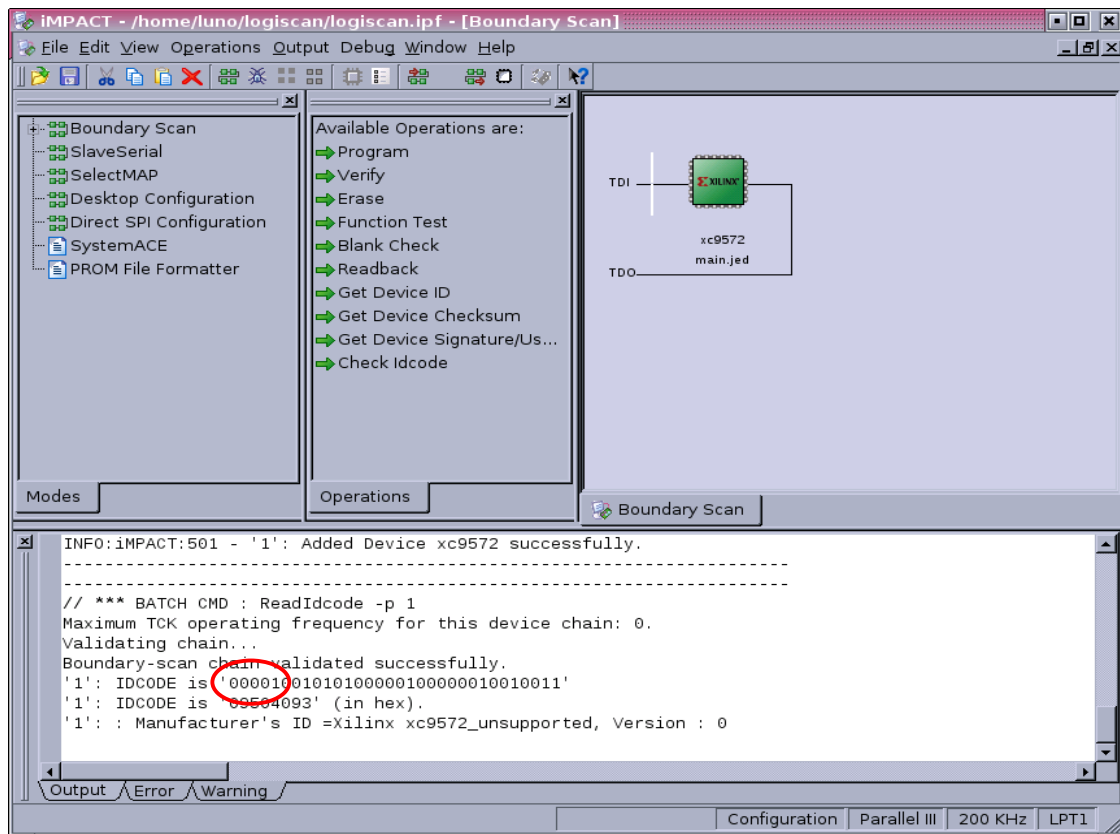 iMPACT - /home/luno/logiscan/logiscan.ipf - [Boundary Scan]
File Edit View Operations Output Debug Window Help
Boundary Scan
SlaveSerial
SelectMAP
Desktop Configuration
Direct SPI Configuration
SystemACE
PROM File Formatter
Modes
Available Operations are:
Program
Verify
Erase
Function Test
Blank Check
Readback
Get Device ID
Get Device Checksum
Get Device Signature/Us...
Check Idcode
Operations
TDI
XILINX
xc9572
main.jed
TDO
Boundary Scan
INFO:iMPACT:501 - '1': Added Device xc9572 successfully.
----------------------------------------------------------------------
----------------------------------------------------------------------
// *** BATCH CMD : ReadIdcode -p 1
Maximum TCK operating frequency for this device chain: 0.
Validating chain...
Boundary-scan chain validated successfully.
'1': IDCODE is '00001001010100000100000010010011'
'1': IDCODE is '09504093' (in hex).
'1': : Manufacturer's ID =Xilinx xc9572_unsupported, Version : 0
Output Error Warning
Configuration Parallel III 200 KHz LPT1